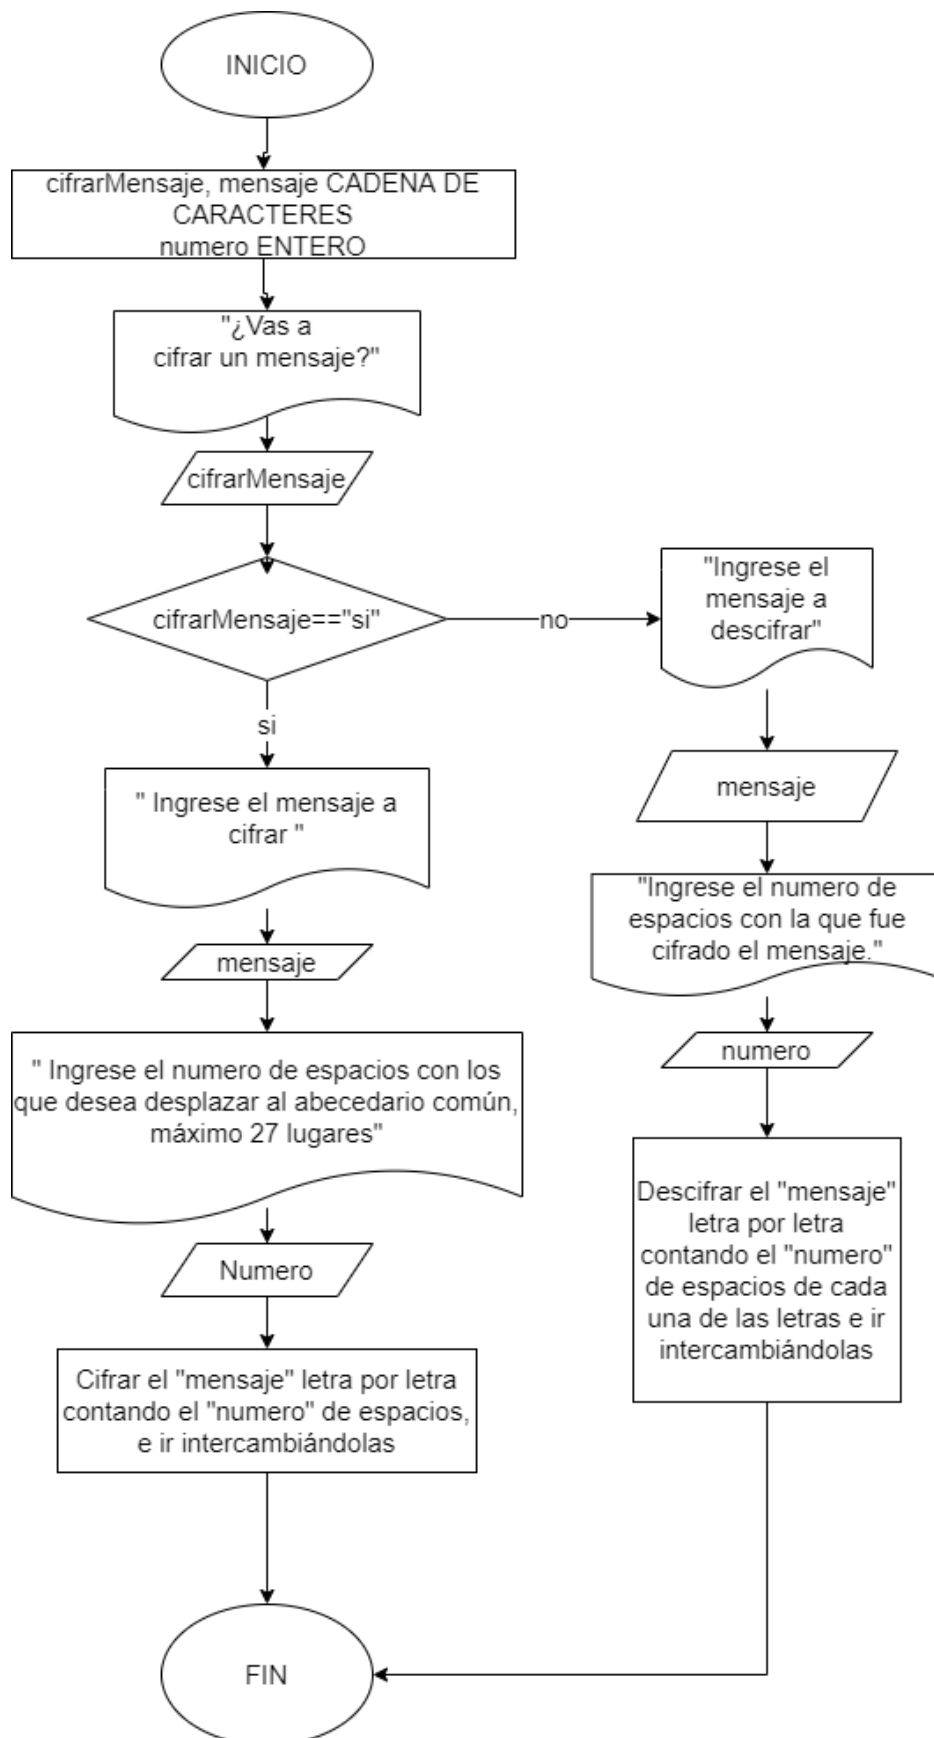 INICIO
cifrarMensaje, mensaje CADENA DE
CARACTERES
numero ENTERO
"¿Vas a
cifrar un mensaje?"
cifrarMensaje
cifrarMensaje=="si"
no
si
" Ingrese el mensaje a
cifrar "
mensaje
" Ingrese el numero de espacios con los
que desea desplazar al abecedario común,
máximo 27 lugares"
Numero
Cifrar el "mensaje" letra por letra
contando el "numero" de espacios,
e ir intercambiándolas
"Ingrese el
mensaje a
descifrar"
mensaje
"Ingrese el numero de
espacios con la que fue
cifrado el mensaje."
numero
Descifrar el "mensaje"
letra por letra
contando el "numero"
de espacios de cada
una de las letras e ir
intercambiándolas
FIN